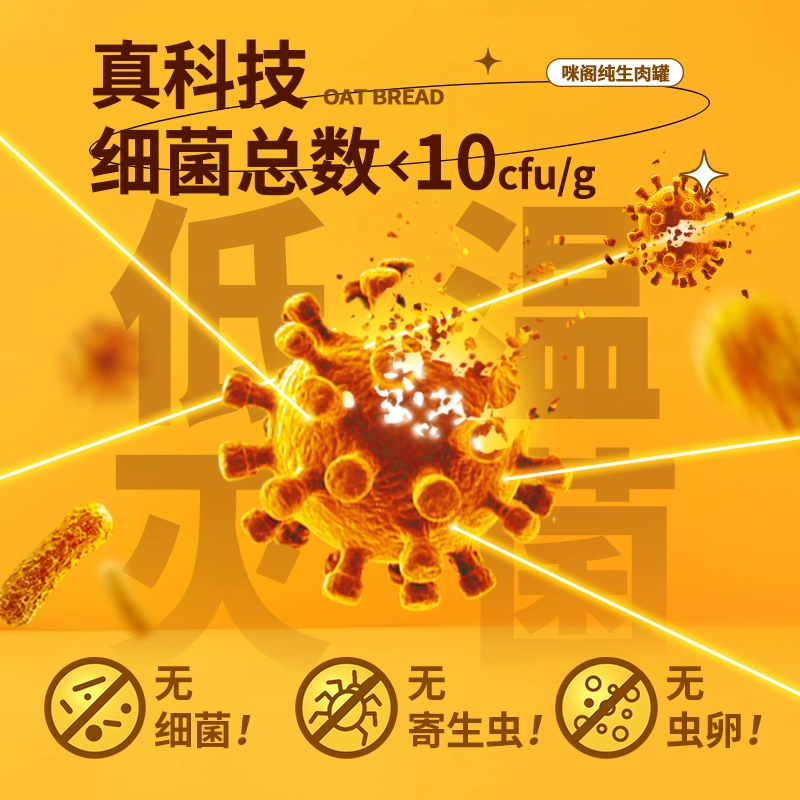 真科技
OAT BREAD
咪阁纯生肉罐
细菌总数<10cfu/g
低温
灭菌
无
细菌！
无
寄生虫！
无
虫卵！